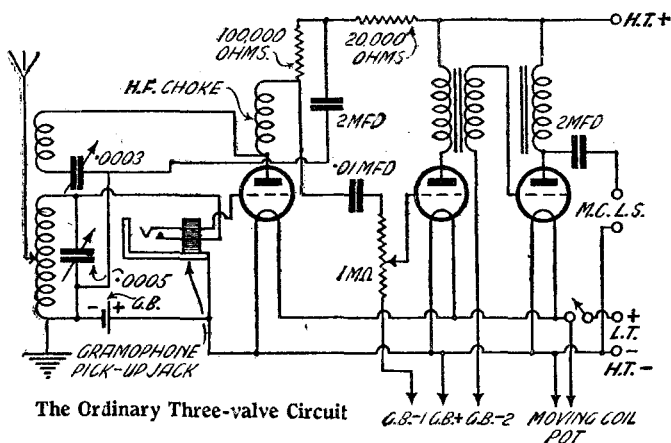 100,000
OHMS.
20,000
OHMS
H.T.+
H.F. CHOKE
2MFD
2MFD
.0003
.01MFD
M.C.L.S.
.0005
1MΩ
- + G.B.
+
L.T.
-
H.T.-
GRAMOPHONE
PICK-UP JACK
The Ordinary Three-valve Circuit
G.B.-1 G.B.+ G.B.-2
MOVING COIL
POT